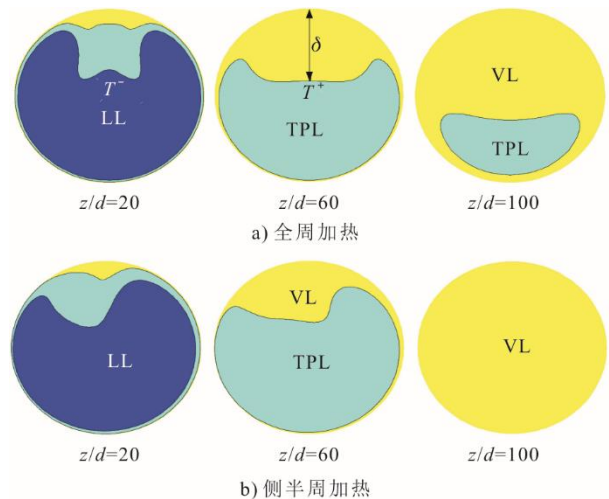 δ
T⁻
LL
T⁺
TPL
VL
TPL
z/d=20
z/d=60
z/d=100
a) 全周加热
LL
VL
TPL
VL
z/d=20
z/d=60
z/d=100
b) 侧半周加热